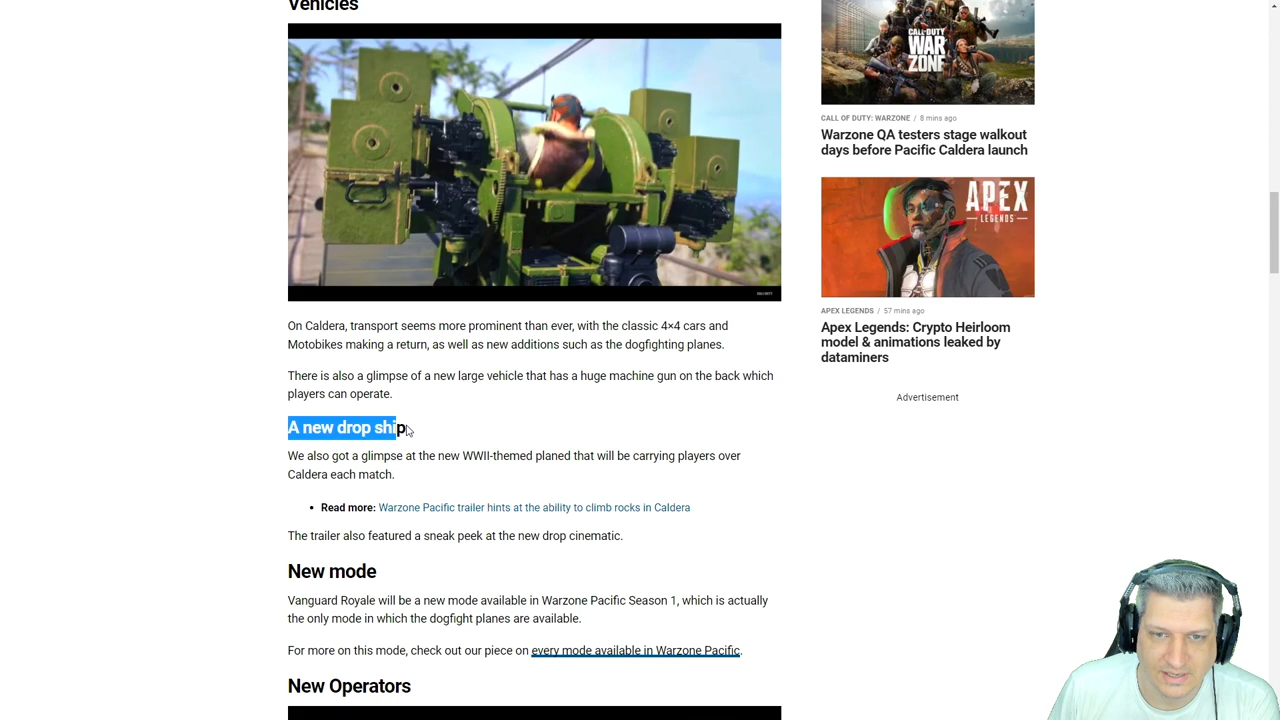 Vehicles
On Caldera, transport seems more prominent than ever, with the classic 4×4 cars and
Motobikes making a return, as well as new additions such as the dogfighting planes.
There is also a glimpse of a new large vehicle that has a huge machine gun on the back which
players can operate.
A new drop ship
We also got a glimpse at the new WWII-themed planed that will be carrying players over
Caldera each match.
• Read more: Warzone Pacific trailer hints at the ability to climb rocks in Caldera
The trailer also featured a sneak peek at the new drop cinematic.
New mode
Vanguard Royale will be a new mode available in Warzone Pacific Season 1, which is actually
the only mode in which the dogfight planes are available.
For more on this mode, check out our piece on every mode available in Warzone Pacific.
New Operators
CALL OF DUTY
WAR
ZONE
CALL OF DUTY: WARZONE / 8 mins ago
Warzone QA testers stage walkout
days before Pacific Caldera launch
APEX
LEGENDS
APEX LEGENDS / 57 mins ago
Apex Legends: Crypto Heirloom
model & animations leaked by
dataminers
Advertisement